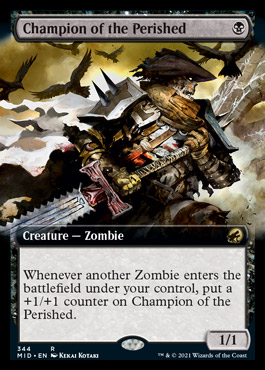 Champion of the Perished
Creature — Zombie
Whenever another Zombie enters the
battlefield under your control, put a
+1/+1 counter on Champion of the
Perished.
1/1
344 R
MID • EN KEKAI KOTAKI ™ & © 2021 Wizards of the Coast